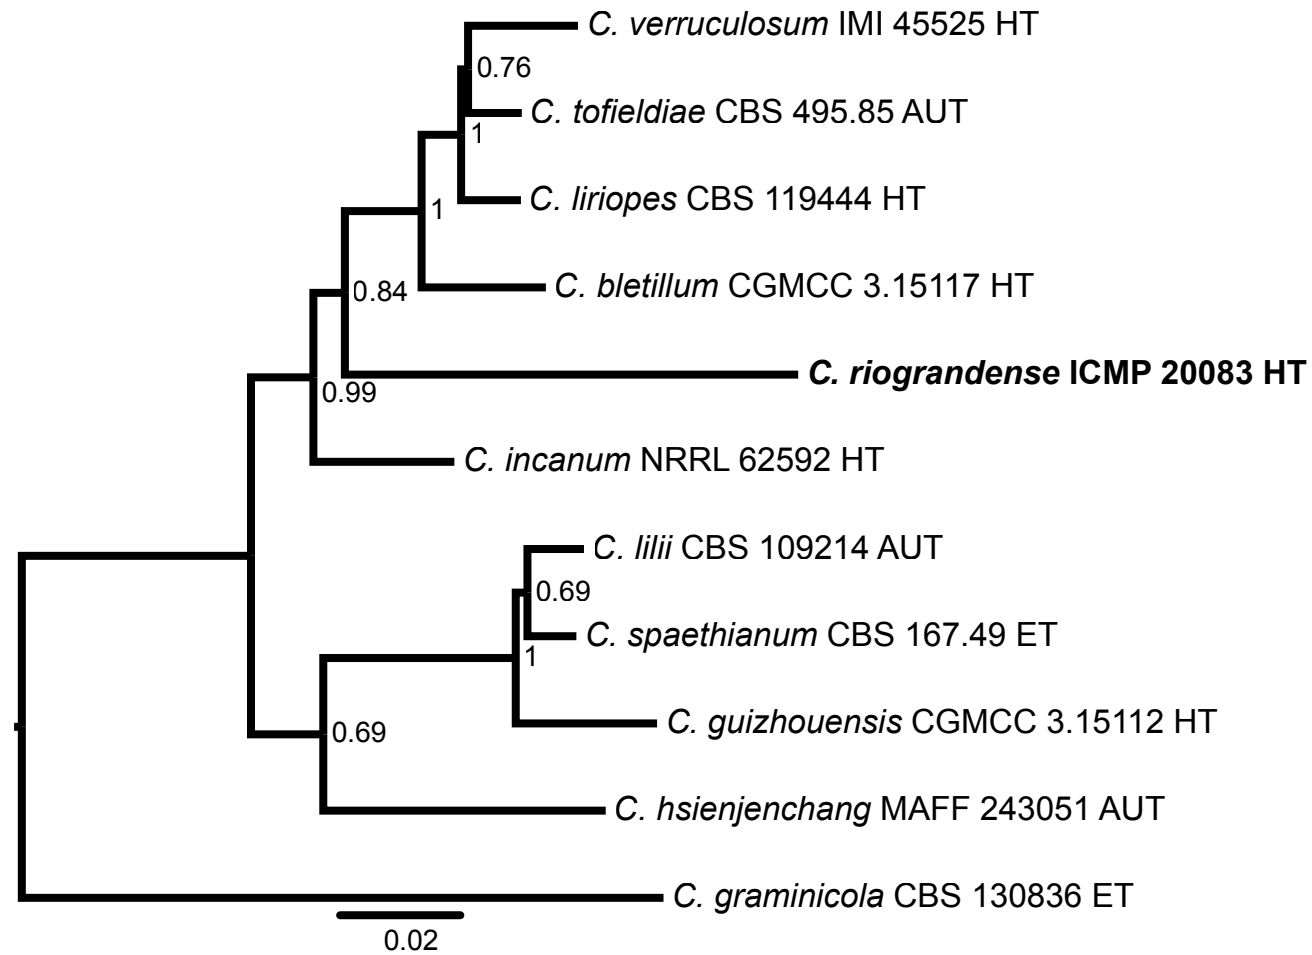 C. verruculosum IMI 45525 HT
0.76
C. tofieldiae CBS 495.85 AUT
1
C. liriopes CBS 119444 HT
1
C. bletillum CGMCC 3.15117 HT
0.84
C. riograndense ICMP 20083 HT
0.99
C. incanum NRRL 62592 HT
C. lilii CBS 109214 AUT
0.69
C. spaethianum CBS 167.49 ET
1
C. guizhouensis CGMCC 3.15112 HT
0.69
C. hsienjenchang MAFF 243051 AUT
C. graminicola CBS 130836 ET
0.02